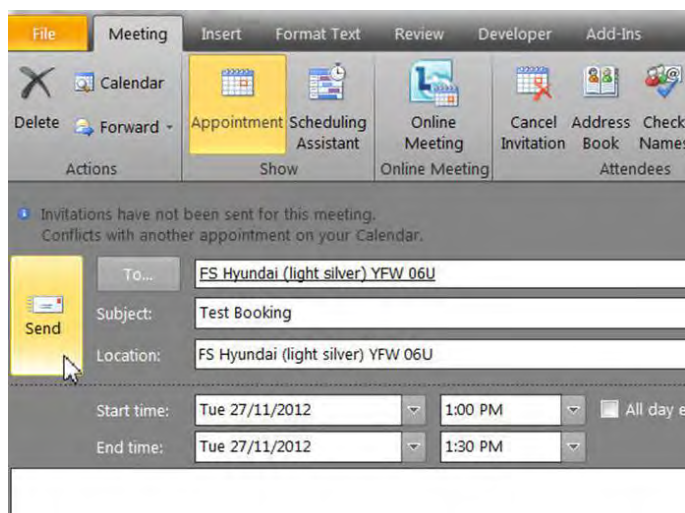 File Meeting Insert Format Text Review Developer Add-Ins
Calendar
Delete Forward Appointment Scheduling Assistant Online Meeting Cancel Invitation Address Book Check Names
Actions Show Online Meeting Attendees
Invitations have not been sent for this meeting.
Conflicts with another appointment on your Calendar.
To... FS Hyundai (light silver) YFW 06U
Send
Subject: Test Booking
Location: FS Hyundai (light silver) YFW 06U
Start time: Tue 27/11/2012 1:00 PM All day e
End time: Tue 27/11/2012 1:30 PM